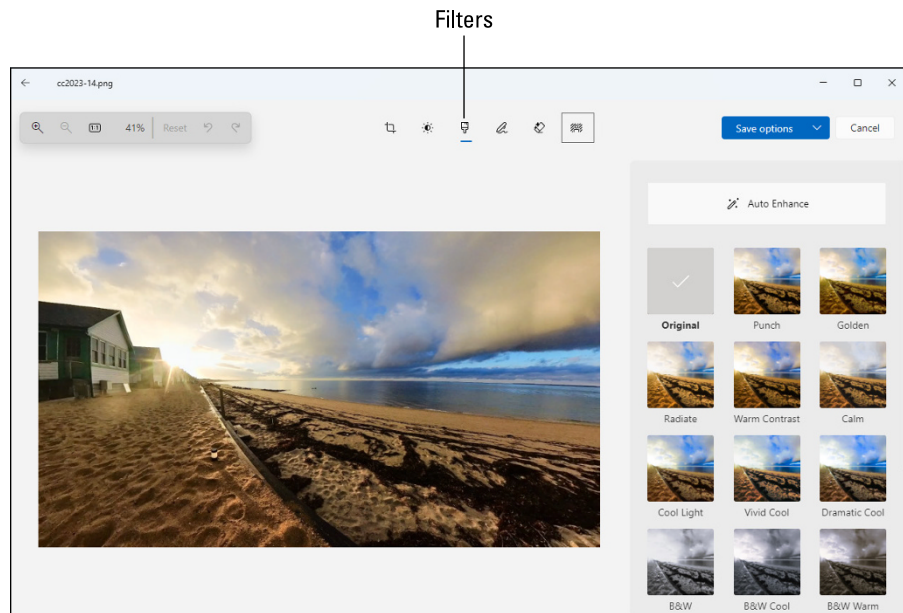 Filters
cc2023-14.png
41% Reset
Save options Cancel
Auto Enhance
Original Punch Golden
Radiate Warm Contrast Calm
Cool Light Vivid Cool Dramatic Cool
B&W B&W Cool B&W Warm